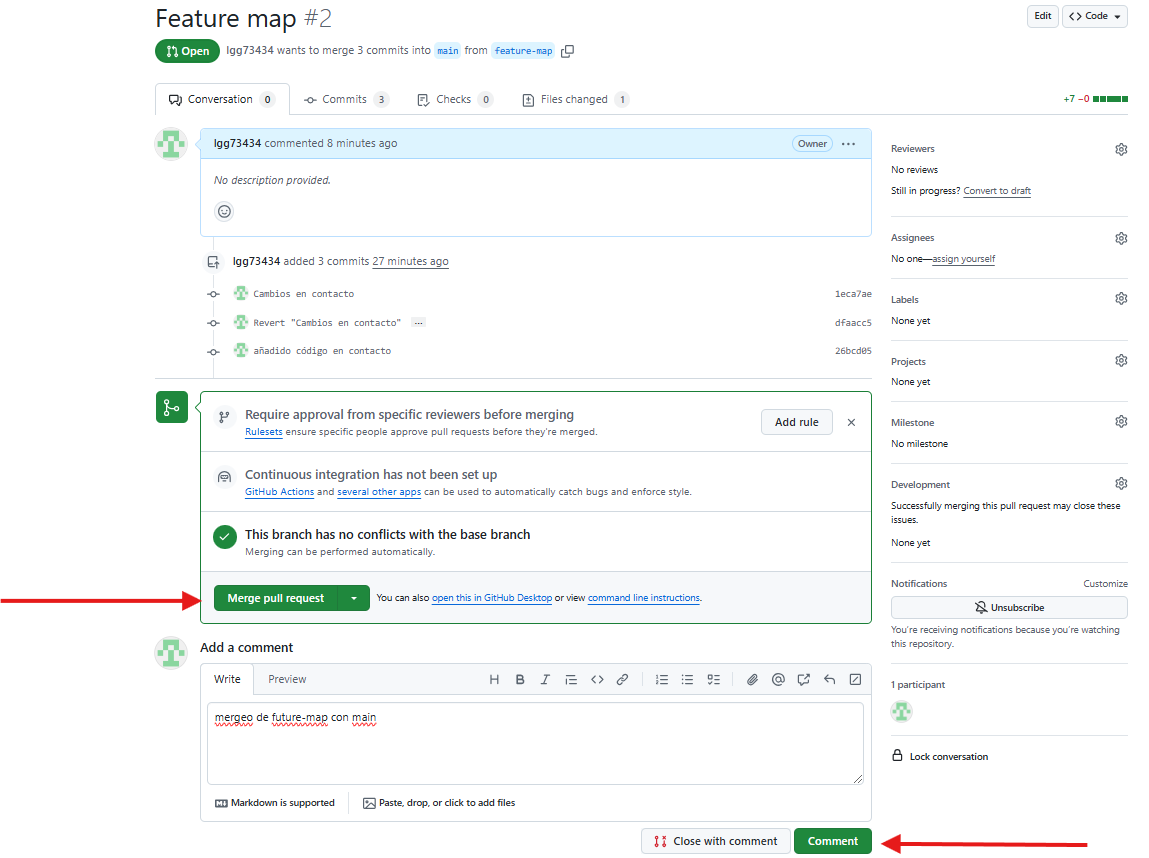 Feature map #2
Edit
Code
Open
lgg73434 wants to merge 3 commits into main from feature-map
Conversation 0
Commits 3
Checks 0
Files changed 1
+7 −0
lgg73434 commented 8 minutes ago
Owner
No description provided.
lgg73434 added 3 commits 27 minutes ago
Cambios en contacto
1eca7ae
Revert "Cambios en contacto" ...
dfaacc5
añadido código en contacto
26bcd05
Require approval from specific reviewers before merging
Rulesets ensure specific people approve pull requests before they're merged.
Add rule
Continuous integration has not been set up
GitHub Actions and several other apps can be used to automatically catch bugs and enforce style.
This branch has no conflicts with the base branch
Merging can be performed automatically.
Merge pull request
You can also open this in GitHub Desktop or view command line instructions.
Add a comment
Write
Preview
mergeo de future-map con main
Markdown is supported
Paste, drop, or click to add files
Close with comment
Comment
Reviewers
No reviews
Still in progress? Convert to draft
Assignees
No one—assign yourself
Labels
None yet
Projects
None yet
Milestone
No milestone
Development
Successfully merging this pull request may close these
issues.
None yet
Notifications
Customize
Unsubscribe
You're receiving notifications because you're watching
this repository.
1 participant
Lock conversation